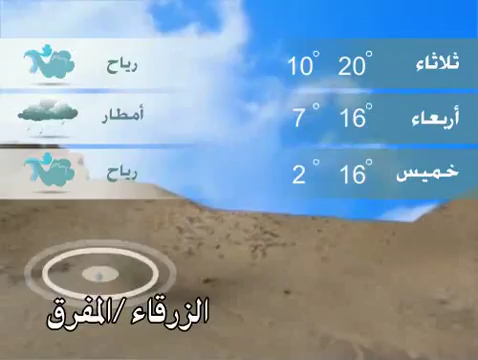 ثلاثاء 20° 10° رياح
أربعاء 16° 7° أمطار
خميس 16° 2° رياح
الزرقاء /المفرق